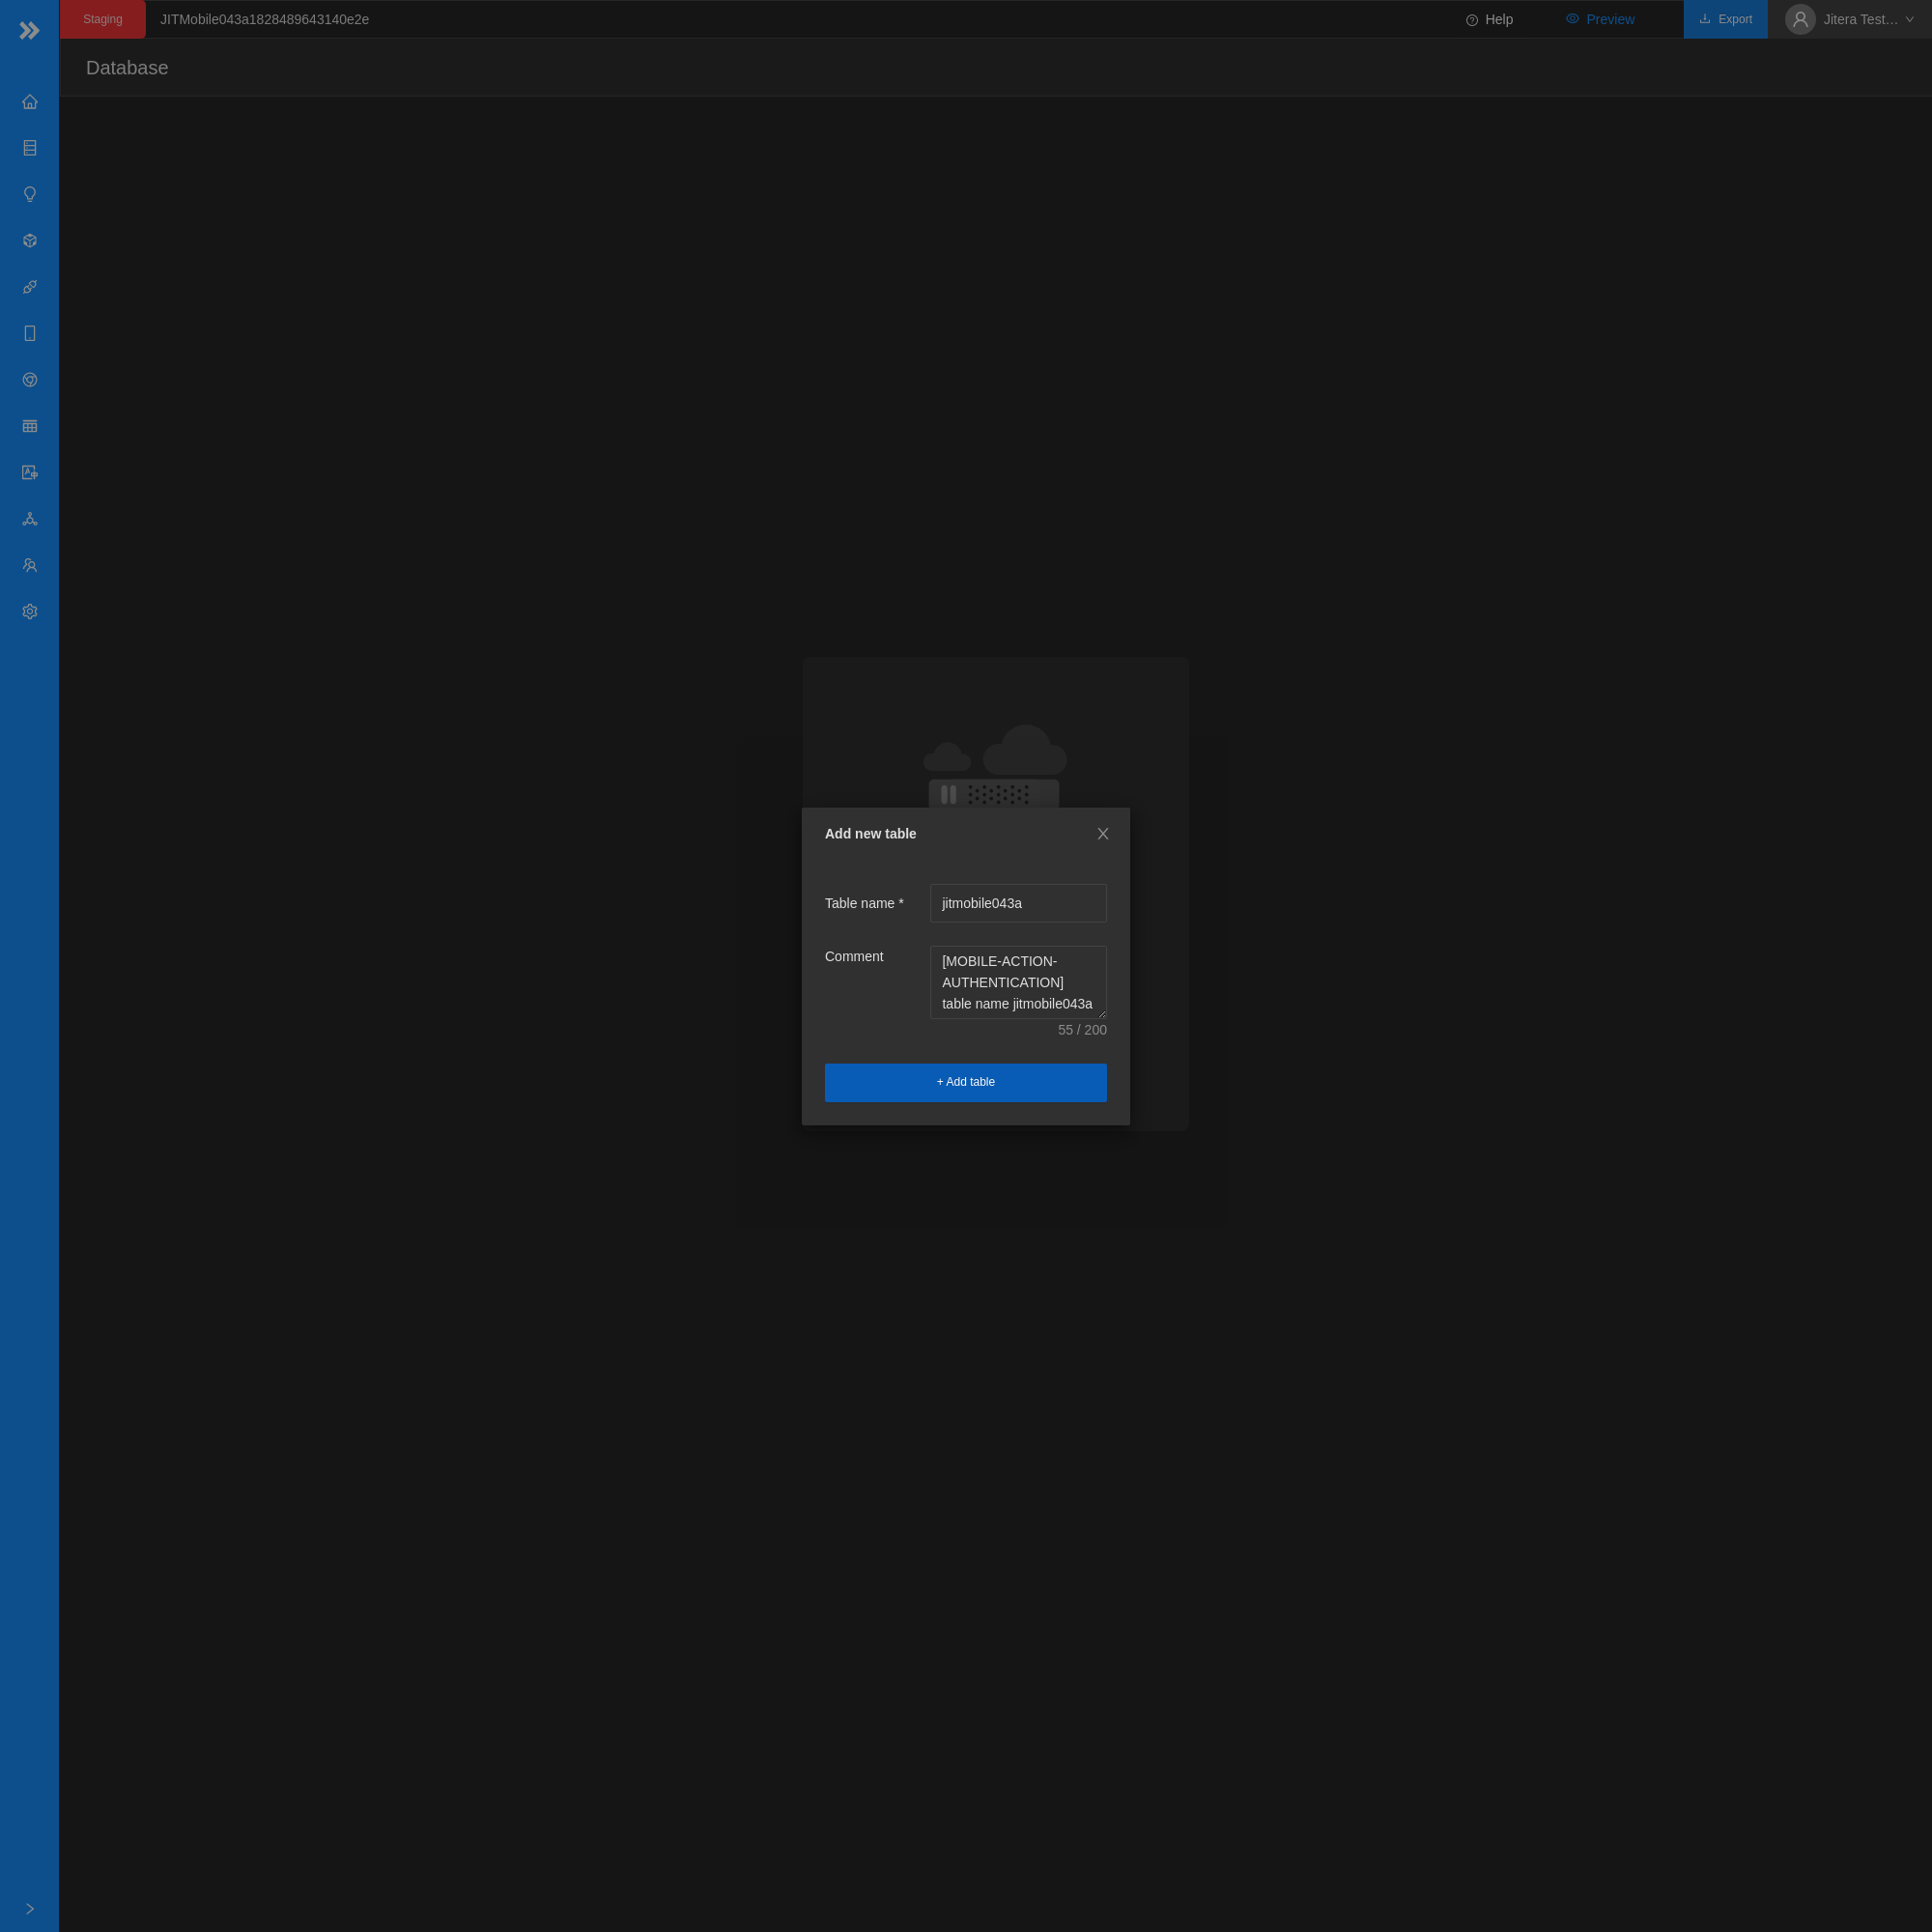 Staging
JITMobile043a1828489643140e2e
Help
Preview
Export
Jitera Test…
Database
Add new table
Table name *
jitmobile043a
Comment
[MOBILE-ACTION-
AUTHENTICATION]
table name jitmobile043a
55 / 200
+ Add table